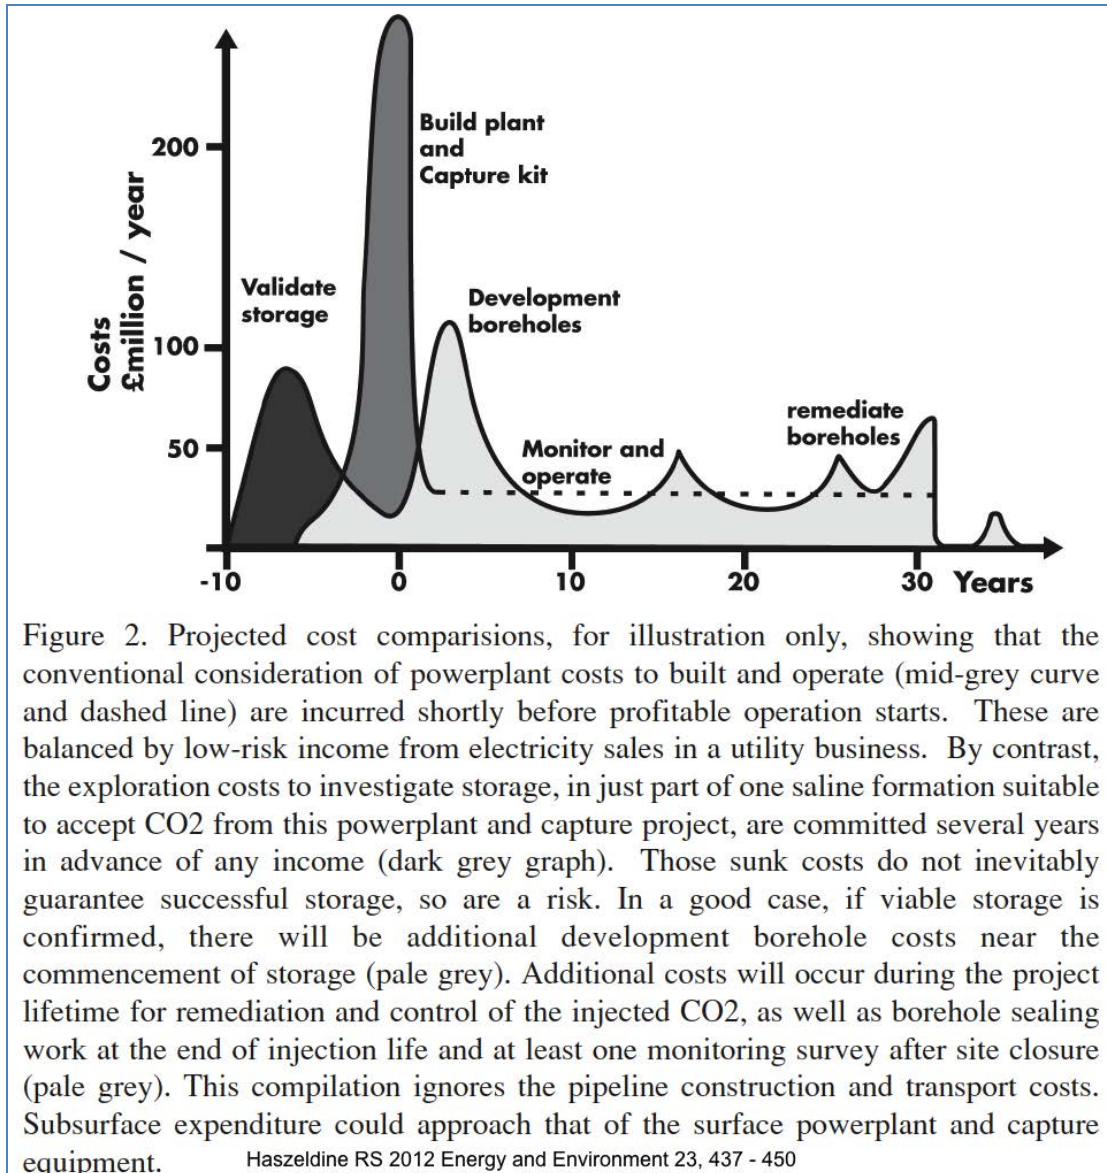 200
Build plant
and
Capture kit
Costs
£million / year
Validate
storage
Development
boreholes
100
remediate
boreholes
50
Monitor and
operate
-10 0 10 20 30 Years
Figure 2. Projected cost comparisions, for illustration only, showing that the
conventional consideration of powerplant costs to built and operate (mid-grey curve
and dashed line) are incurred shortly before profitable operation starts. These are
balanced by low-risk income from electricity sales in a utility business. By contrast,
the exploration costs to investigate storage, in just part of one saline formation suitable
to accept CO2 from this powerplant and capture project, are committed several years
in advance of any income (dark grey graph). Those sunk costs do not inevitably
guarantee successful storage, so are a risk. In a good case, if viable storage is
confirmed, there will be additional development borehole costs near the
commencement of storage (pale grey). Additional costs will occur during the project
lifetime for remediation and control of the injected CO2, as well as borehole sealing
work at the end of injection life and at least one monitoring survey after site closure
(pale grey). This compilation ignores the pipeline construction and transport costs.
Subsurface expenditure could approach that of the surface powerplant and capture
equipment. Haszeldine RS 2012 Energy and Environment 23, 437 - 450